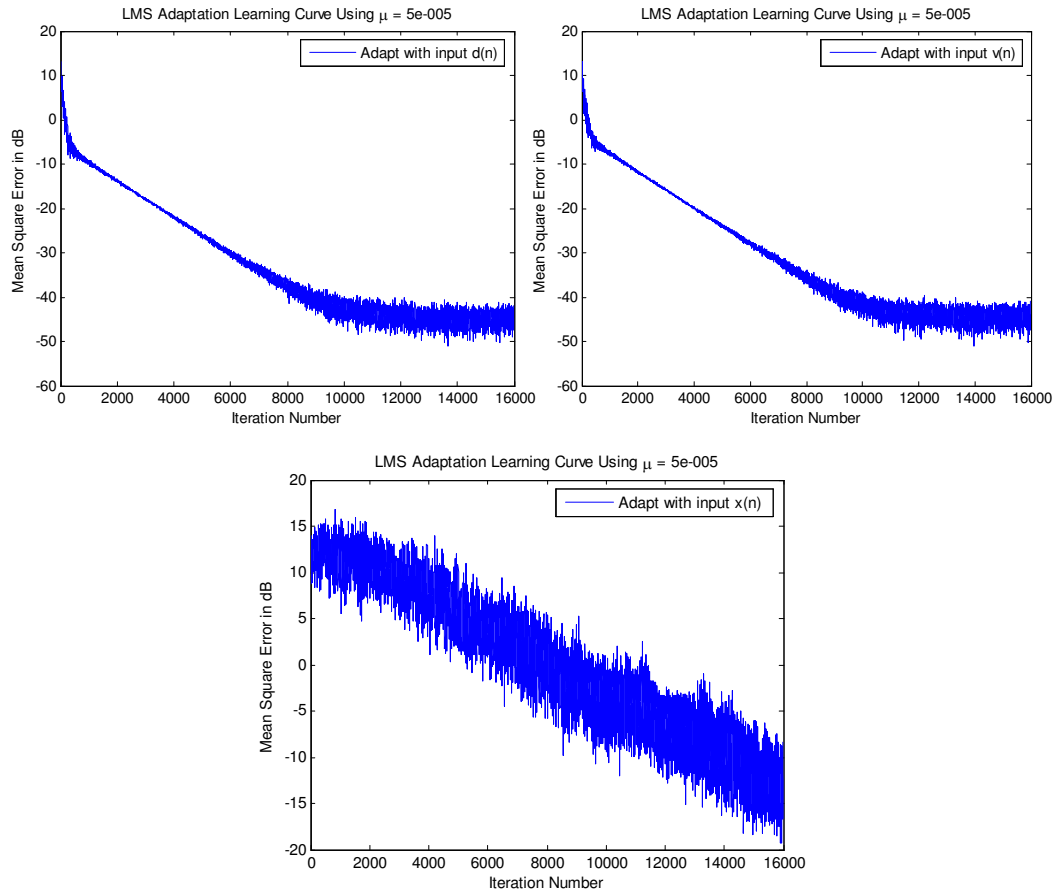 LMS Adaptation Learning Curve Using μ = 5e-005
Adapt with input d(n)
Mean Square Error in dB
20
10
0
-10
-20
-30
-40
-50
-60
0 2000 4000 6000 8000 10000 12000 14000 16000
Iteration Number
LMS Adaptation Learning Curve Using μ = 5e-005
Adapt with input v(n)
Mean Square Error in dB
20
10
0
-10
-20
-30
-40
-50
-60
0 2000 4000 6000 8000 10000 12000 14000 16000
Iteration Number
LMS Adaptation Learning Curve Using μ = 5e-005
Adapt with input x(n)
Mean Square Error in dB
20
15
10
5
0
-5
-10
-15
-20
0 2000 4000 6000 8000 10000 12000 14000 16000
Iteration Number